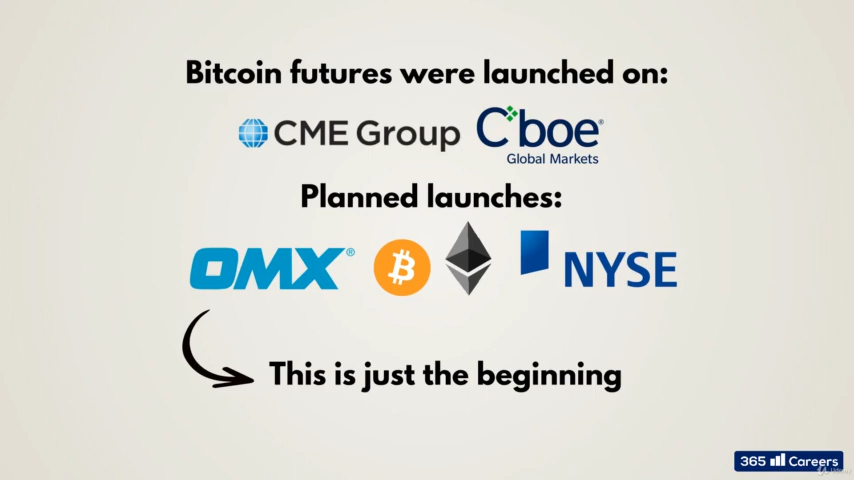 Bitcoin futures were launched on:
CME Group Cboe®
Global Markets
Planned launches:
OMX® NYSE
This is just the beginning
365 Careers